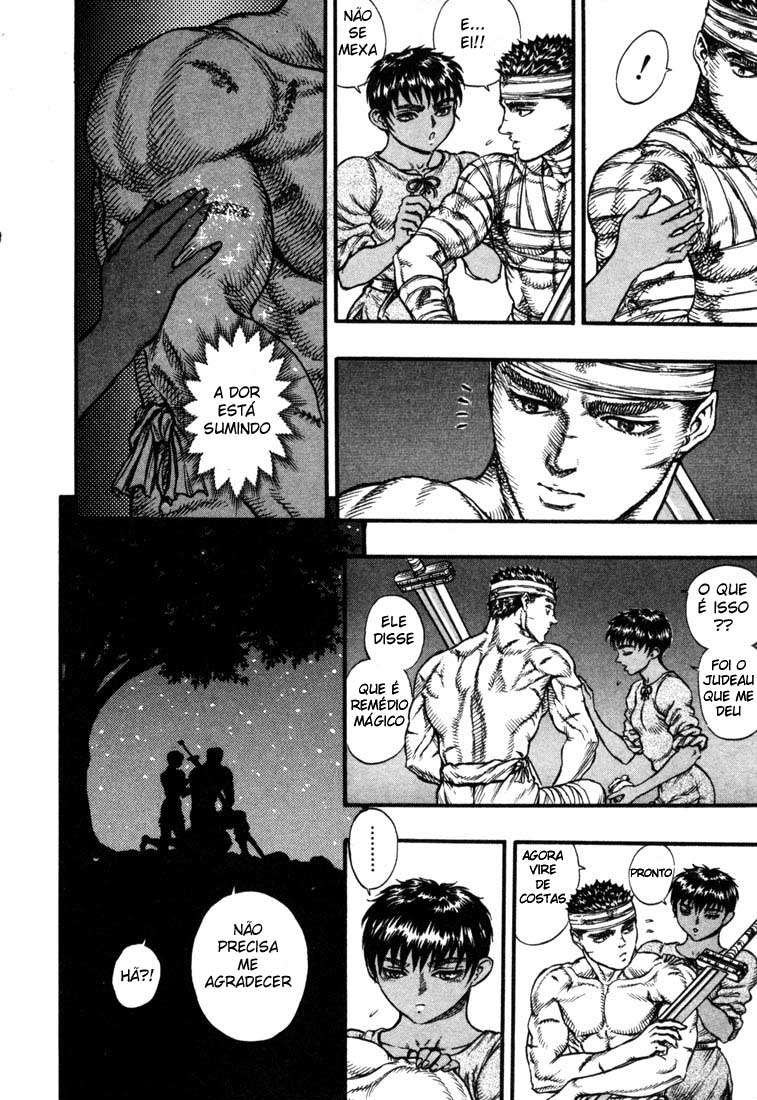 !
E...
EI!!
NÃO
SE
MEXA
A DOR
ESTÁ
SUMINDO
O QUE
É ISSO
??
FOI O
JUDEAU
QUE ME
DEU
ELE
DISSE
QUE É
REMÉDIO
MÁGICO
PRONTO
AGORA
VIRE
DE
COSTAS
........
NÃO
PRECISA
ME
AGRADECER
HÃ?!